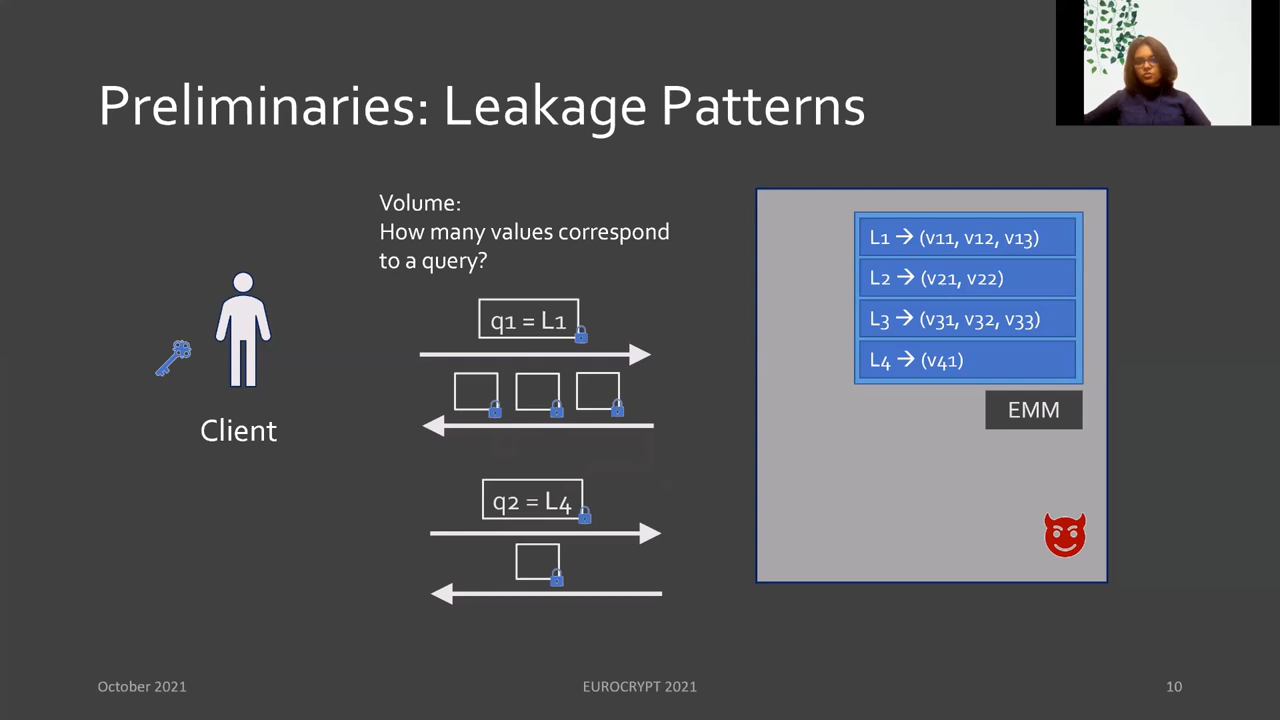 Preliminaries: Leakage Patterns
Volume:
How many values correspond
to a query?
q1 = L1
q2 = L4
Client
L1 → (v11, v12, v13)
L2 → (v21, v22)
L3 → (v31, v32, v33)
L4 → (v41)
EMM
October 2021
EUROCRYPT 2021
10